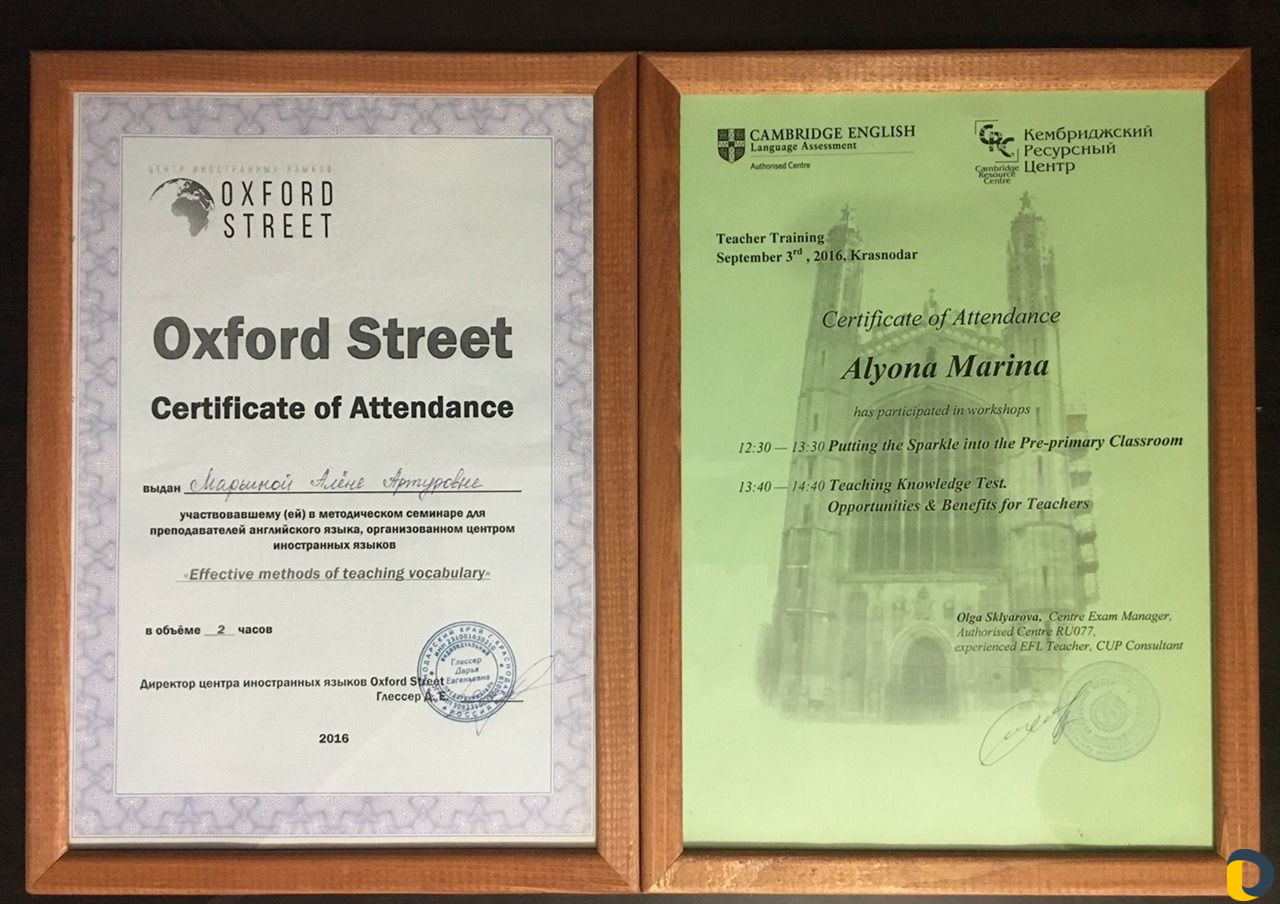 ЦЕНТР ИНОСТРАННЫХ ЯЗЫКОВ
OXFORD
STREET
Oxford Street
Certificate of Attendance
выдан Марьиной Алёне Артуровне
участвовавшему (ей) в методическом семинаре для
преподавателей английского языка, организованном центром
иностранных языков
«Effective methods of teaching vocabulary»
в объёме 2 часов
Директор центра иностранных языков Oxford Street
Глессер Д. Е.
Глессер
Дарья
Евгеньевна
2016
CAMBRIDGE ENGLISH
Language Assessment
Authorised Centre
CRC
Cambridge
Resource
Centre
Кембриджский
Ресурсный
Центр
Teacher Training
September 3rd , 2016, Krasnodar
Certificate of Attendance
Alyona Marina
has participated in workshops
12:30 — 13:30 Putting the Sparkle into the Pre-primary Classroom
13:40 — 14:40 Teaching Knowledge Test.
Opportunities & Benefits for Teachers
Olga Sklyarova, Centre Exam Manager,
Authorised Centre RU077,
experienced EFL Teacher, CUP Consultant